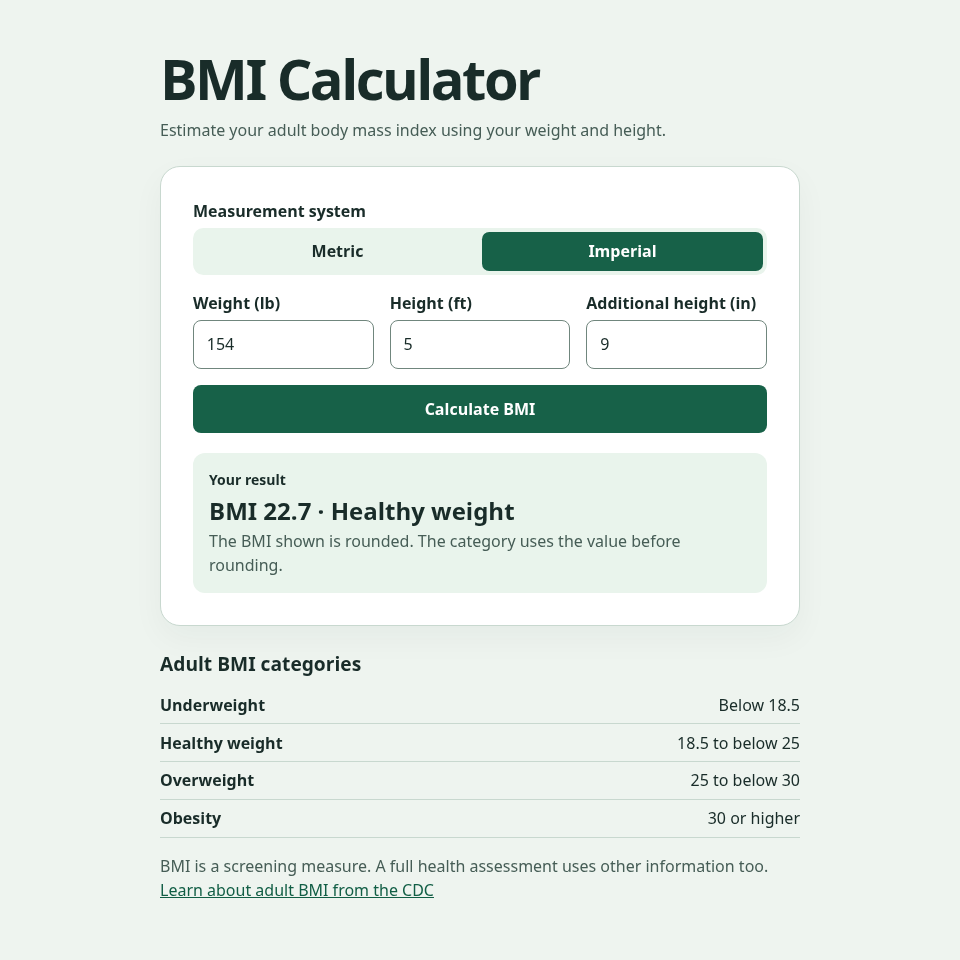 BMI Calculator
Estimate your adult body mass index using your weight and height.
Measurement system
Metric
Imperial
Weight (lb)
Height (ft)
Additional height (in)
154
5
9
Calculate BMI
Your result
BMI 22.7 · Healthy weight
The BMI shown is rounded. The category uses the value before
rounding.
Adult BMI categories
Underweight
Below 18.5
Healthy weight
18.5 to below 25
Overweight
25 to below 30
Obesity
30 or higher
BMI is a screening measure. A full health assessment uses other information too.
Learn about adult BMI from the CDC